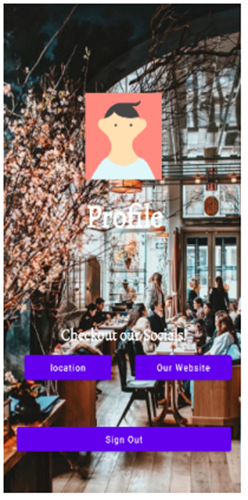 Profile
Checkout our Socials!
location Our Website
Sign Out